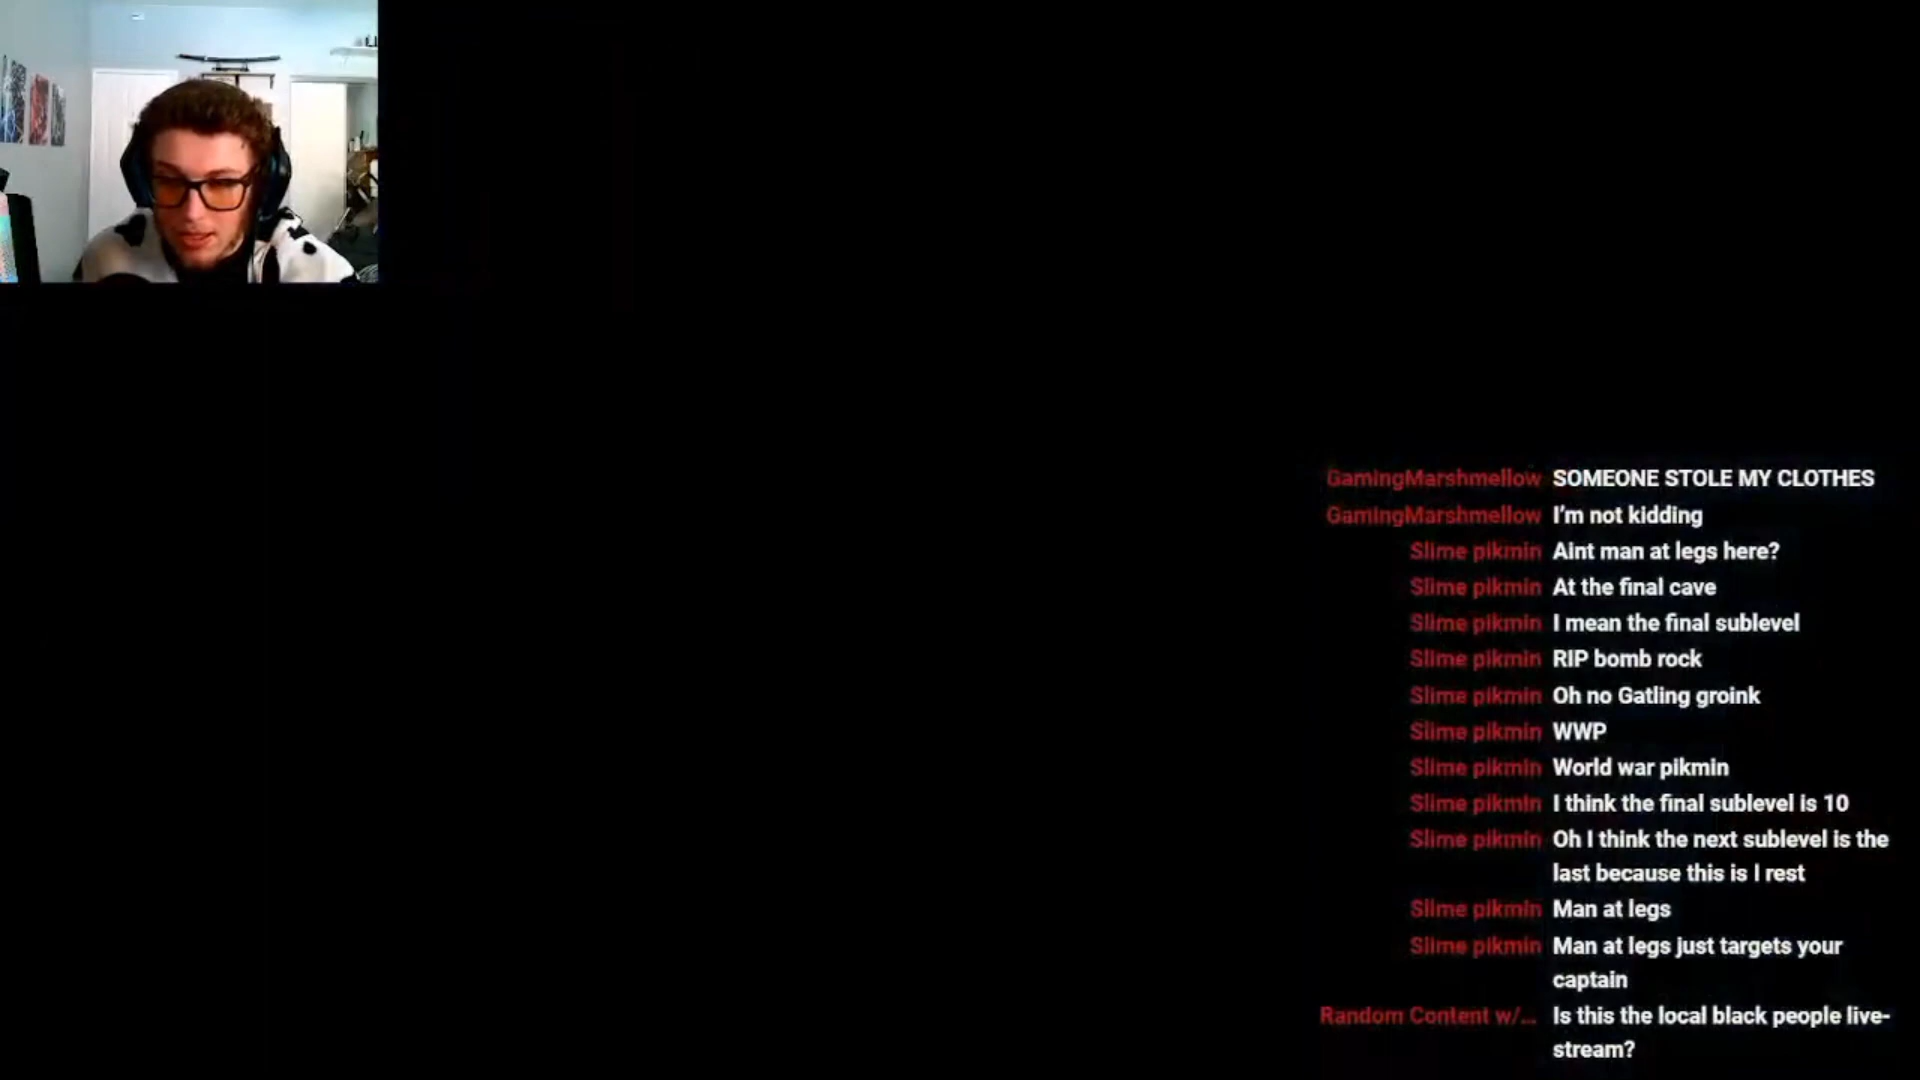 GamingMarshmellow SOMEONE STOLE MY CLOTHES
GamingMarshmellow I’m not kidding
Slime pikmin Aint man at legs here?
Slime pikmin At the final cave
Slime pikmin I mean the final sublevel
Slime pikmin RIP bomb rock
Slime pikmin Oh no Gatling groink
Slime pikmin WWP
Slime pikmin World war pikmin
Slime pikmin I think the final sublevel is 10
Slime pikmin Oh I think the next sublevel is the
last because this is I rest
Slime pikmin Man at legs
Slime pikmin Man at legs just targets your
captain
Random Content w/... Is this the local black people live-
stream?